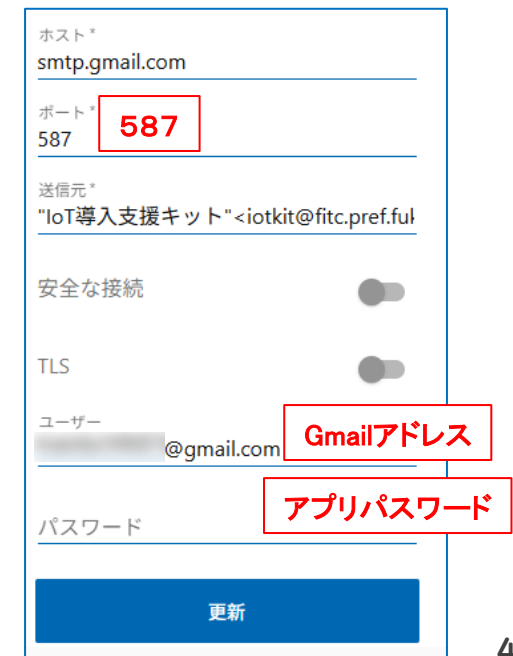 ホスト*
smtp.gmail.com
ポート*
587
587
送信元*
"IoT導入支援キット"<iotkit@fitc.pref.ful
安全な接続
TLS
ユーザー
@gmail.com
Gmailアドレス
アプリパスワード
パスワード
更新
4